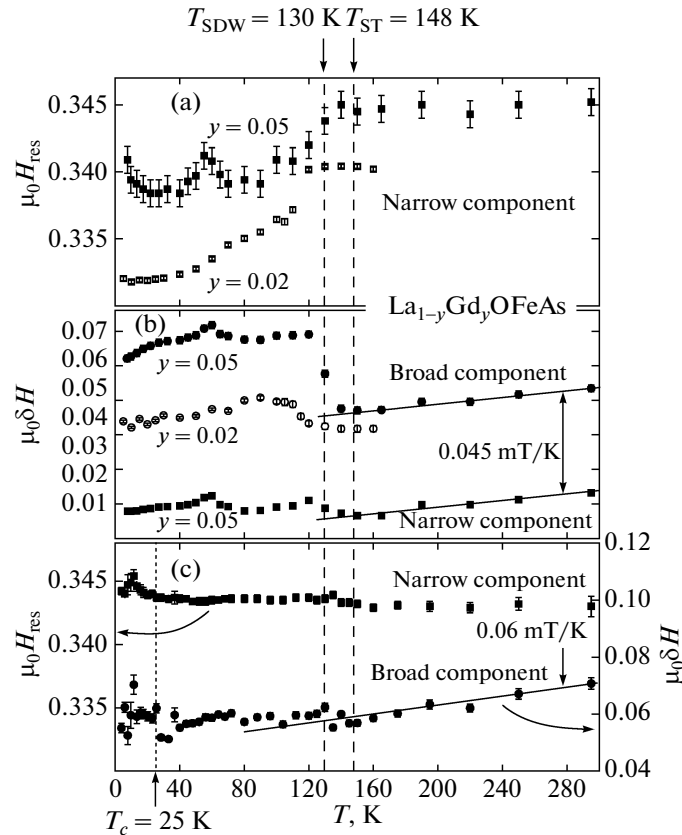 T_SDW = 130 K T_ST = 148 K
(a)
0.345
y = 0.05
0.340
μ₀H_res
Narrow component
0.335
y = 0.02
La₁₋yGd_yOFeAs
(b)
0.07
0.06
y = 0.05
Broad component
0.05
μ₀δH
0.04
y = 0.02
0.03
0.045 mT/K
0.02
0.01
y = 0.05
Narrow component
(c)
0.12
0.345
Narrow component
0.10
μ₀H_res
0.340
0.06 mT/K
0.08
μ₀δH
Broad component
0.335
0.06
0.04
0 40 80 120 160 200 240 280
T_c = 25 K
T, K